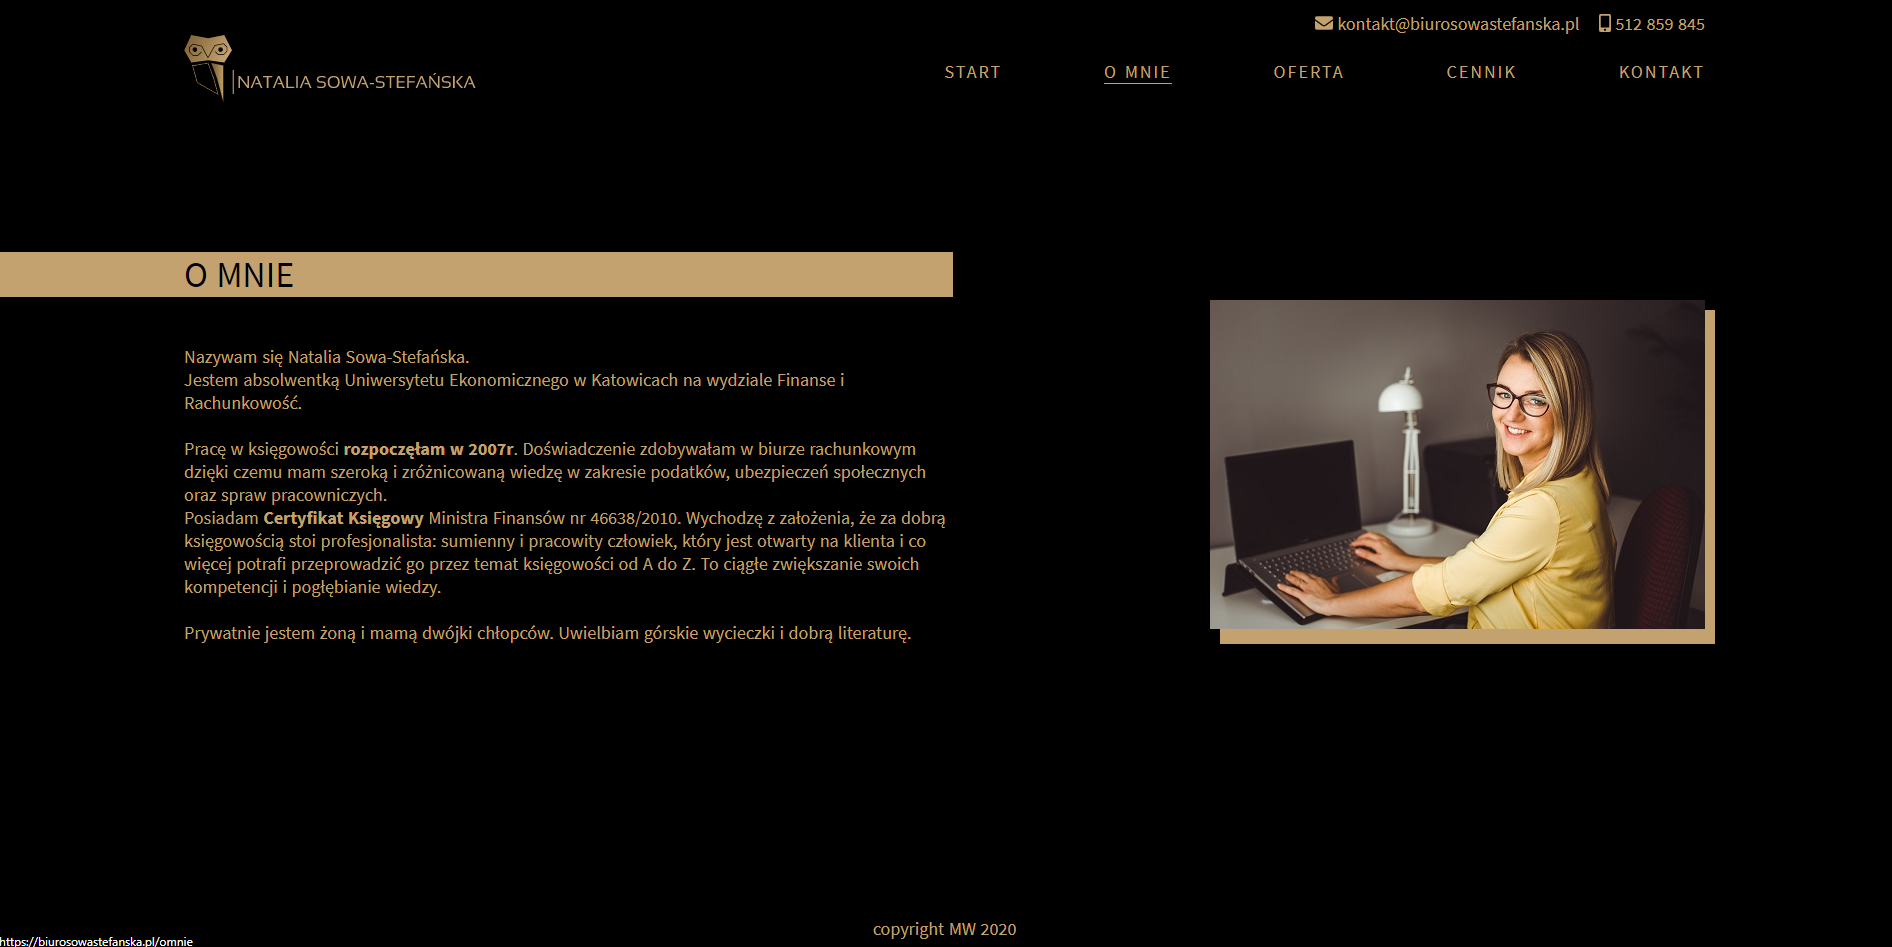 kontakt@biurosowastefanska.pl 512 859 845
NATALIA SOWA-STEFAŃSKA
START O MNIE OFERTA CENNIK KONTAKT
O MNIE
Nazywam się Natalia Sowa-Stefańska.
Jestem absolwentką Uniwersytetu Ekonomicznego w Katowicach na wydziale Finanse i
Rachunkowość.
Pracę w księgowości rozpoczęłam w 2007r. Doświadczenie zdobywałam w biurze rachunkowym
dzięki czemu mam szeroką i zróżnicowaną wiedzę w zakresie podatków, ubezpieczeń społecznych
oraz spraw pracowniczych.
Posiadam Certyfikat Księgowy Ministra Finansów nr 46638/2010. Wychodzę z założenia, że za dobrą
księgowością stoi profesjonalista: sumienny i pracowity człowiek, który jest otwarty na klienta i co
więcej potrafi przeprowadzić go przez temat księgowości od A do Z. To ciągłe zwiększanie swoich
kompetencji i pogłębianie wiedzy.
Prywatnie jestem żoną i mamą dwójki chłopców. Uwielbiam górskie wycieczki i dobrą literaturę.
copyright MW 2020
https://biurosowastefanska.pl/omnie